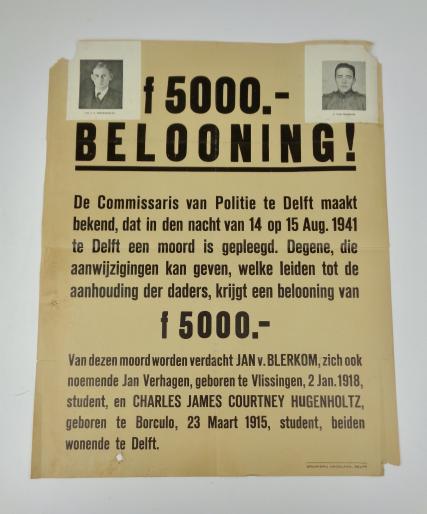 f 5000.-
BELOONING!
De Commissaris van Politie te Delft maakt
bekend, dat in den nacht van 14 op 15 Aug. 1941
te Delft een moord is gepleegd. Degene, die
aanwijzigingen kan geven, welke leiden tot de
aanhouding der daders, krijgt een belooning van
f 5000.-
Van dezen moord worden verdacht JAN v. BLERKOM, zich ook
noemende Jan Verhagen, geboren te Vlissingen, 2 Jan. 1918,
student, en CHARLES JAMES COURTNEY HUGENHOLTZ,
geboren te Borculo, 23 Maart 1915, student, beiden
wonende te Delft.